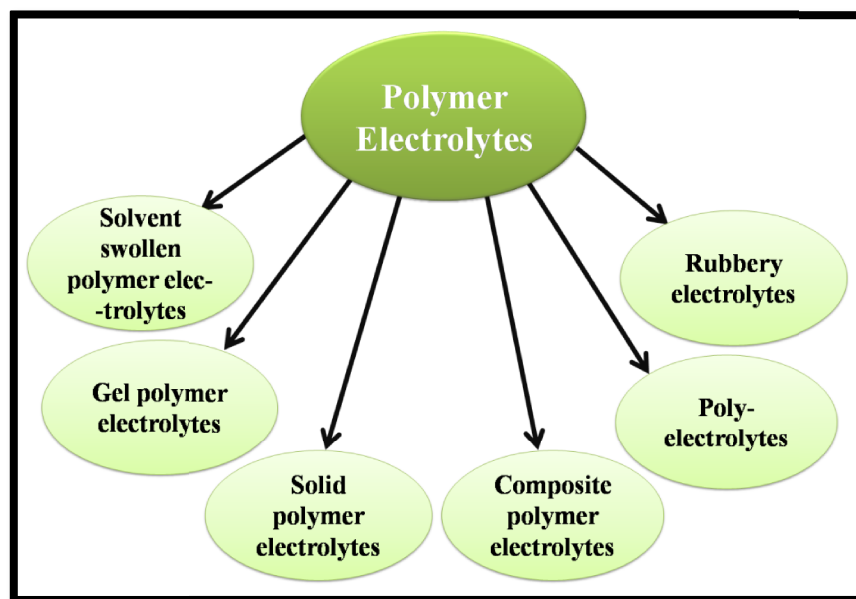 Polymer
Electrolytes
Solvent
swollen
polymer elec-
-trolytes
Gel polymer
electrolytes
Solid
polymer
electrolytes
Composite
polymer
electrolytes
Poly-
electrolytes
Rubbery
electrolytes